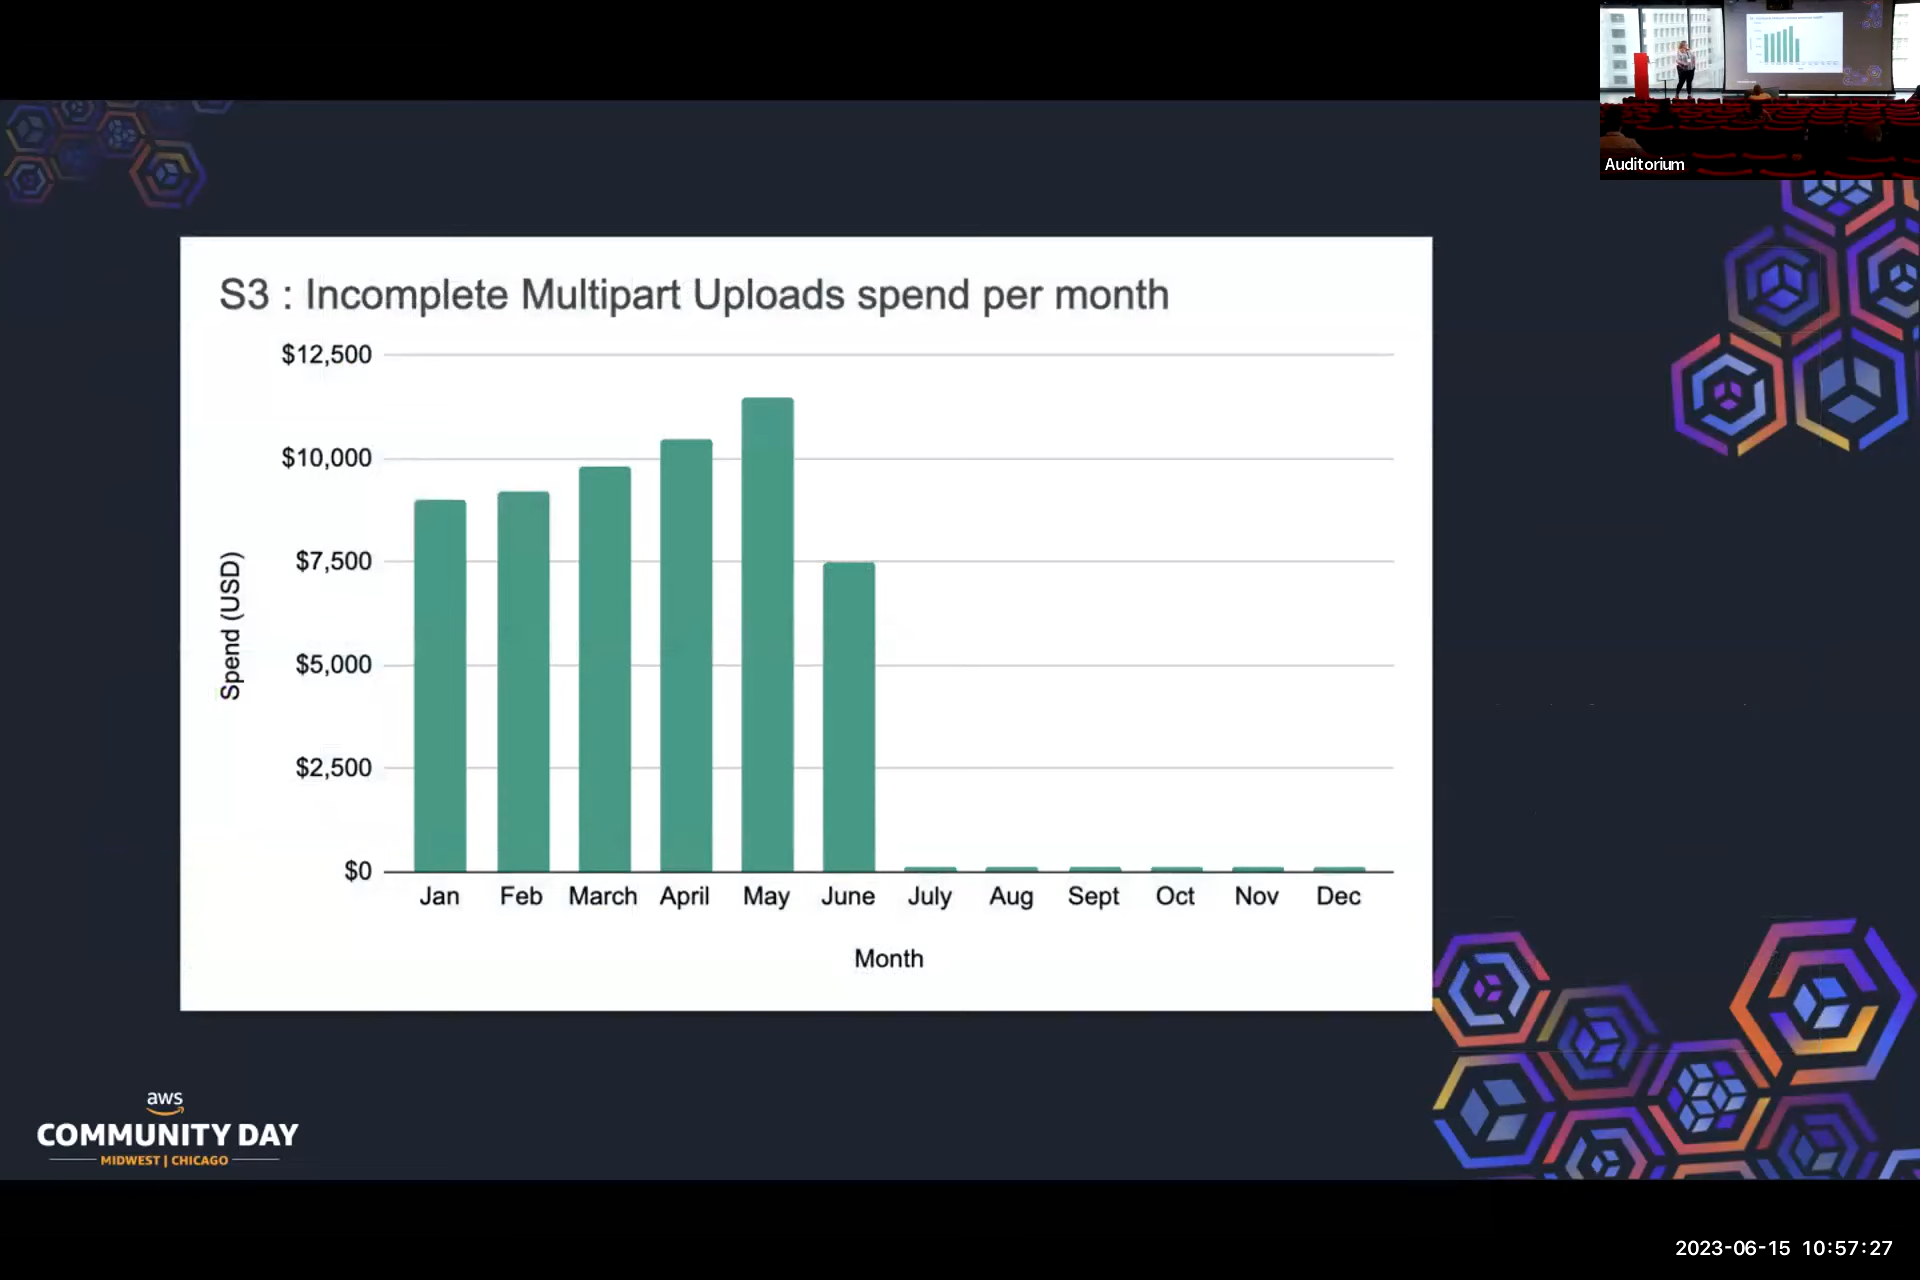 Auditorium
S3 : Incomplete Multipart Uploads spend per month
$12,500
$10,000
$7,500
$5,000
$2,500
$0
Spend (USD)
Jan Feb March April May June July Aug Sept Oct Nov Dec
Month
aws
COMMUNITY DAY
MIDWEST | CHICAGO
2023-06-15 10:57:27